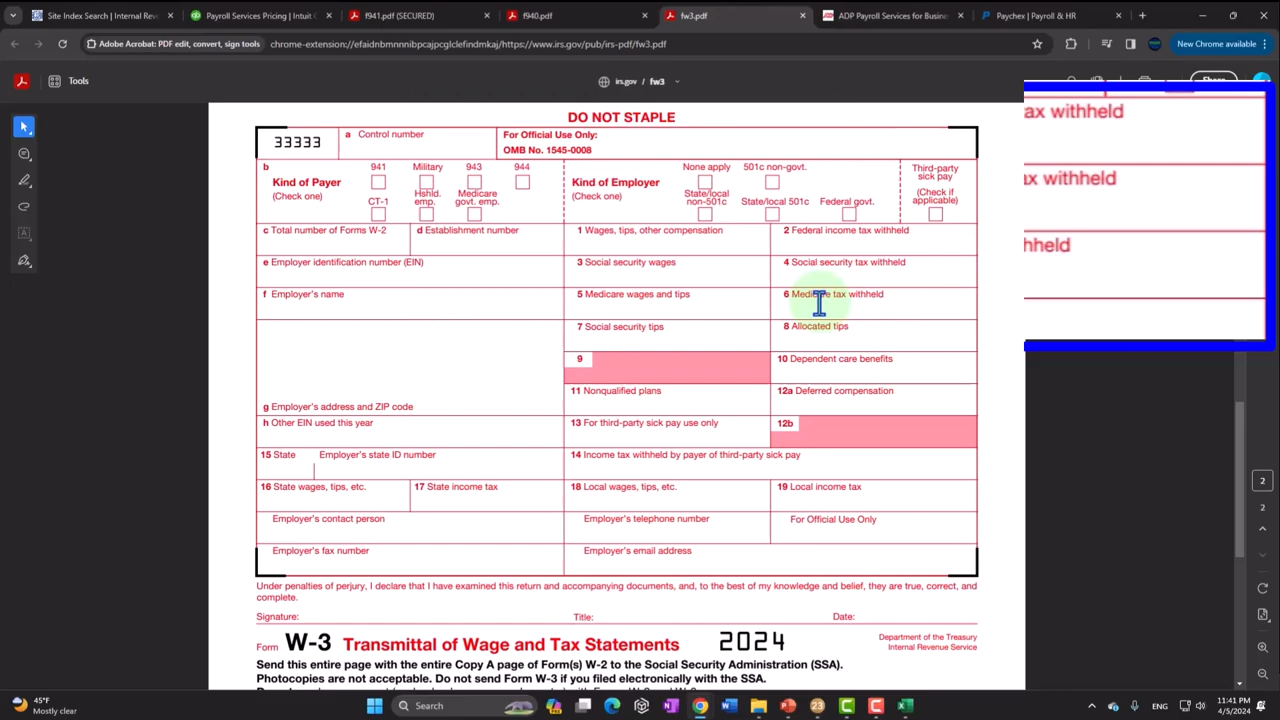 Site Index Search | Internal Rev
Payroll Services Pricing | Intuit
f941.pdf (SECURED)
f940.pdf
fw3.pdf
ADP Payroll Services for Busin
Paychex | Payroll & HR
Adobe Acrobat: PDF edit, convert, sign tools
chrome-extension://efaidnbmnnnibpcajpcglclefindmkaj/https://www.irs.gov/pub/irs-pdf/fw3.pdf
New Chrome available
Tools
irs.gov / fw3
Share
DO NOT STAPLE
33333
a Control number
For Official Use Only:
OMB No. 1545-0008
b
Kind of Payer
(Check one)
941 Military 943 944
CT-1 Hshld. emp. Medicare govt. emp.
Kind of Employer
(Check one)
None apply 501c non-govt.
State/local non-501c State/local 501c Federal govt.
Third-party sick pay
(Check if applicable)
c Total number of Forms W-2
d Establishment number
1 Wages, tips, other compensation
2 Federal income tax withheld
e Employer identification number (EIN)
3 Social security wages
4 Social security tax withheld
f Employer's name
5 Medicare wages and tips
6 Medicare tax withheld
7 Social security tips
8 Allocated tips
9
10 Dependent care benefits
11 Nonqualified plans
12a Deferred compensation
g Employer's address and ZIP code
h Other EIN used this year
13 For third-party sick pay use only
12b
15 State Employer's state ID number
14 Income tax withheld by payer of third-party sick pay
16 State wages, tips, etc.
17 State income tax
18 Local wages, tips, etc.
19 Local income tax
Employer's contact person
Employer's telephone number
For Official Use Only
Employer's fax number
Employer's email address
Under penalties of perjury, I declare that I have examined this return and accompanying documents, and, to the best of my knowledge and belief, they are true, correct, and
complete.
Signature: Title: Date:
Form W-3 Transmittal of Wage and Tax Statements 2024
Department of the Treasury
Internal Revenue Service
Send this entire page with the entire Copy A page of Form(s) W-2 to the Social Security Administration (SSA).
Photocopies are not acceptable. Do not send Form W-3 if you filed electronically with the SSA.
ax withheld
ax withheld
hheld
2
2
45°F
Mostly clear
Search
23
ENG
11:41 PM
4/5/2024